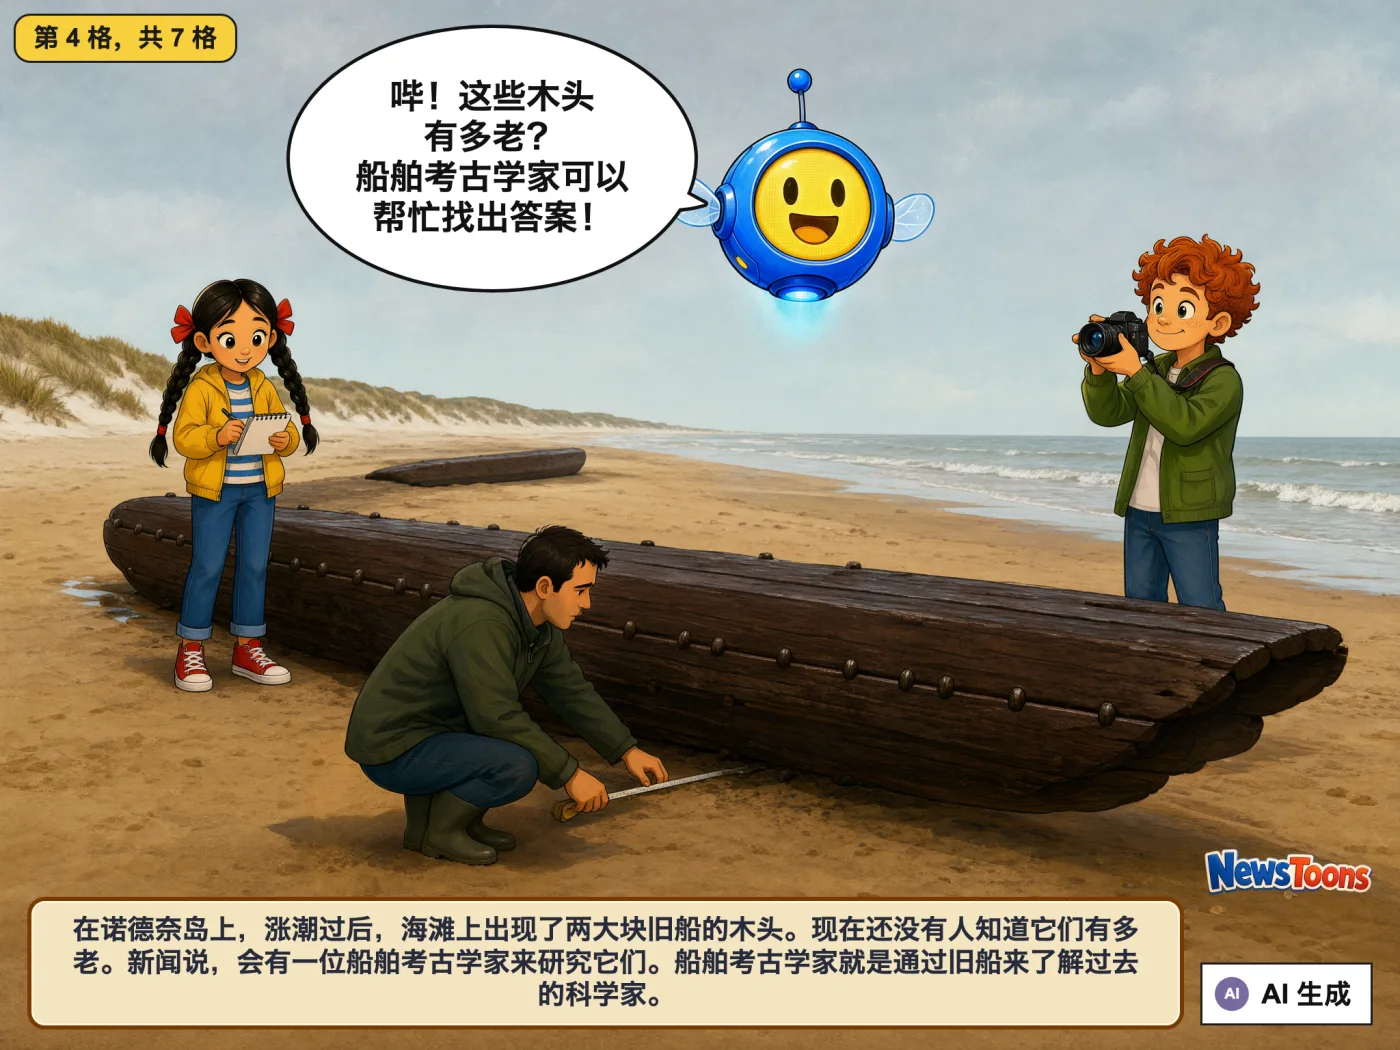 第 4 格，共 7 格
哔！这些木头
有多老？
船舶考古学家可以
帮忙找出答案！
NewsToons
在诺德奈岛上，涨潮过后，海滩上出现了两大块旧船的木头。现在还没有人知道它们有多
老。新闻说，会有一位船舶考古学家来研究它们。船舶考古学家就是通过旧船来了解过去
的科学家。
AI AI 生成